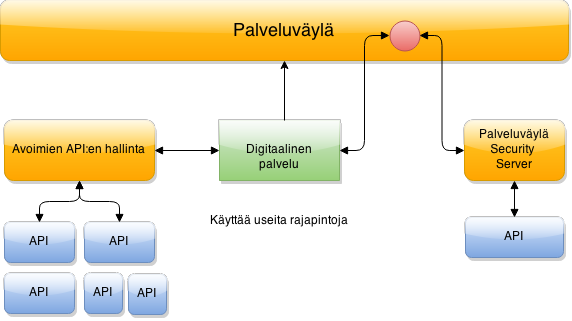 Palveluväylä
Avoimien API:en hallinta
Digitaalinen
palvelu
Palveluväylä
Security
Server
Käyttää useita rajapintoja
API
API
API
API
API
API